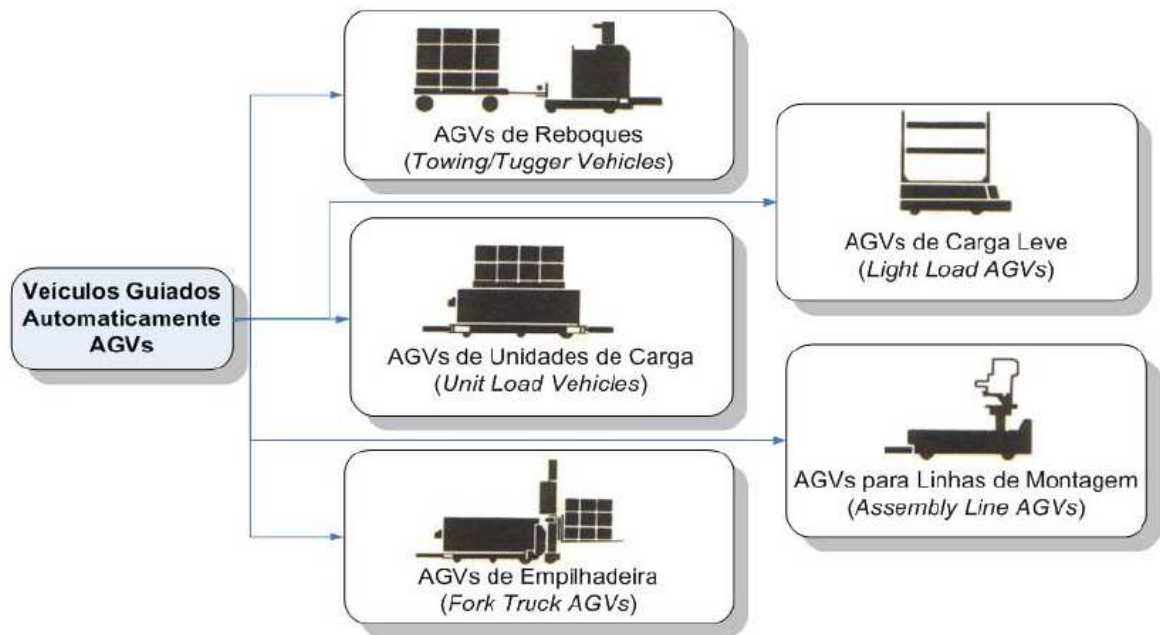 Veículos Guiados
Automaticamente
AGVs
AGVs de Reboques
(Towing/Tugger Vehicles)
AGVs de Carga Leve
(Light Load AGVs)
AGVs de Unidades de Carga
(Unit Load Vehicles)
AGVs para Linhas de Montagem
(Assembly Line AGVs)
AGVs de Empilhadeira
(Fork Truck AGVs)